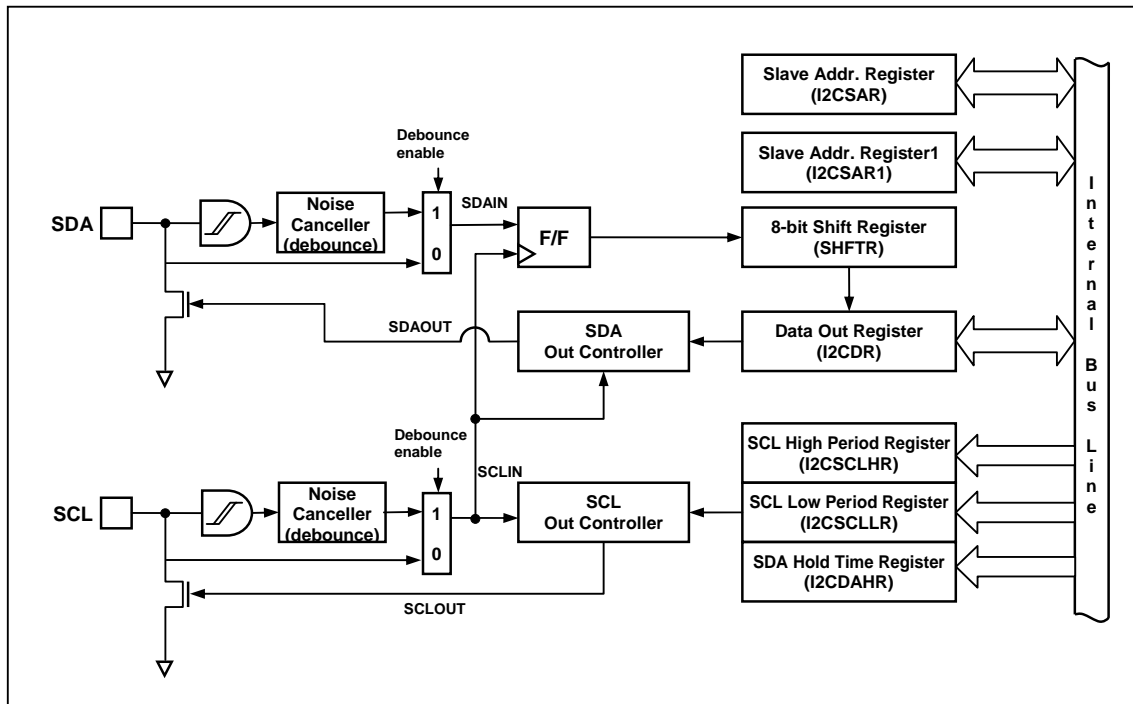 Slave Addr. Register
(I2CSAR)
Slave Addr. Register1
(I2CSAR1)
Debounce
enable
SDA
Noise
Canceller
(debounce)
1
0
SDAIN
F/F
8-bit Shift Register
(SHFTR)
SDAOUT
SDA
Out Controller
Data Out Register
(I2CDR)
Internal Bus Line
Debounce
enable
SCLIN
SCL
Noise
Canceller
(debounce)
1
0
SCL
Out Controller
SCL High Period Register
(I2CSCLHR)
SCL Low Period Register
(I2CSCLLR)
SDA Hold Time Register
(I2CDAHR)
SCLOUT